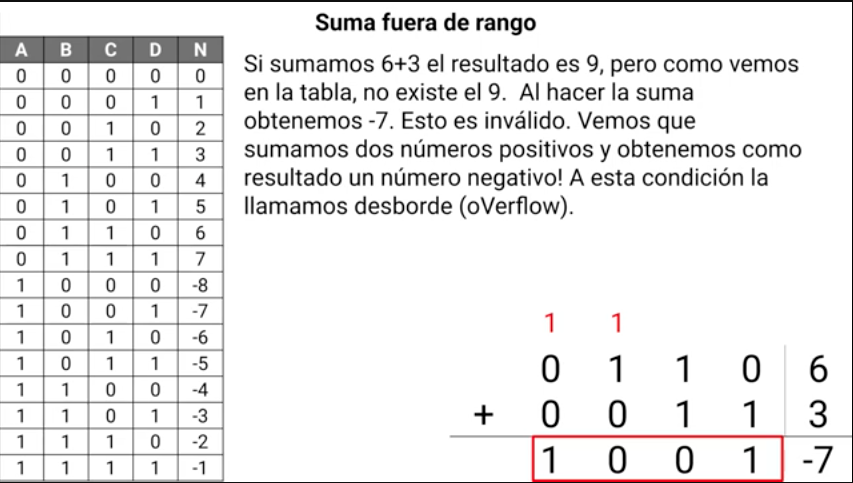 Suma fuera de rango
A B C D N
0 0 0 0 0
0 0 0 1 1
0 0 1 0 2
0 0 1 1 3
0 1 0 0 4
0 1 0 1 5
0 1 1 0 6
0 1 1 1 7
1 0 0 0 -8
1 0 0 1 -7
1 0 1 0 -6
1 0 1 1 -5
1 1 0 0 -4
1 1 0 1 -3
1 1 1 0 -2
1 1 1 1 -1
Si sumamos 6+3 el resultado es 9, pero como vemos
en la tabla, no existe el 9. Al hacer la suma
obtenemos -7. Esto es inválido. Vemos que
sumamos dos números positivos y obtenemos como
resultado un número negativo! A esta condición la
llamamos desborde (oVerflow).
1 1
0 1 1 0 6
+ 0 0 1 1 3
1 0 0 1 -7